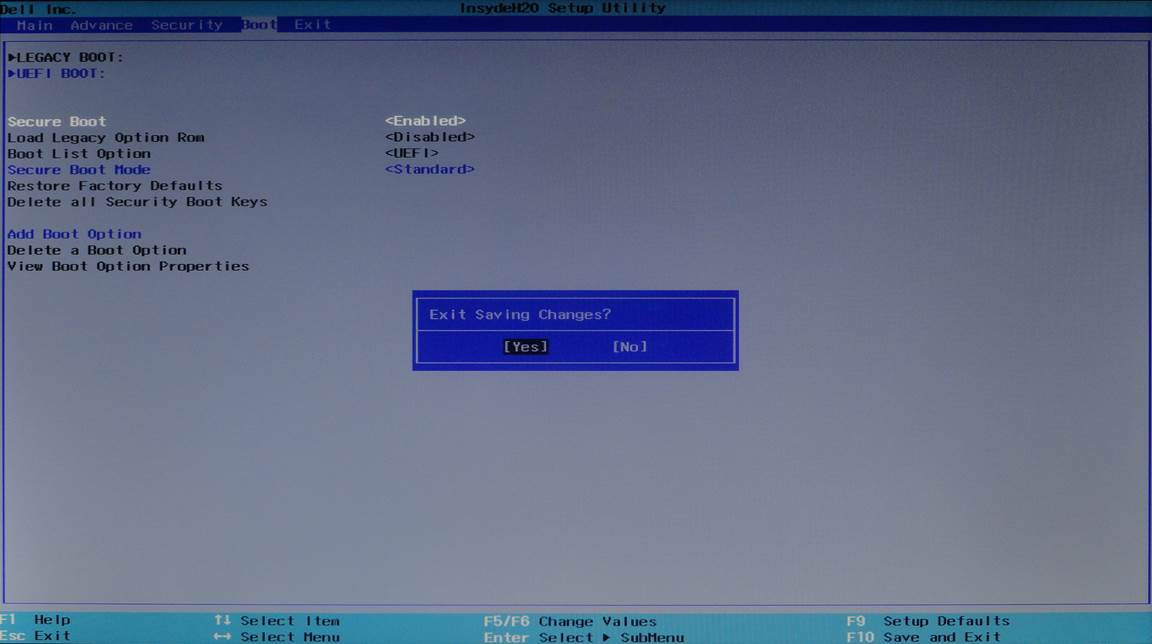 Dell Inc. InsydeH2O Setup Utility
Main Advance Security Boot Exit
▶LEGACY BOOT:
▶UEFI BOOT:
Secure Boot <Enabled>
Load Legacy Option Rom <Disabled>
Boot List Option <UEFI>
Secure Boot Mode <Standard>
Restore Factory Defaults
Delete all Security Boot Keys
Add Boot Option
Delete a Boot Option
View Boot Option Properties
Exit Saving Changes?
[Yes] [No]
F1 Help ↑↓ Select Item F5/F6 Change Values F9 Setup Defaults
Esc Exit ↔ Select Menu Enter Select ▶ SubMenu F10 Save and Exit